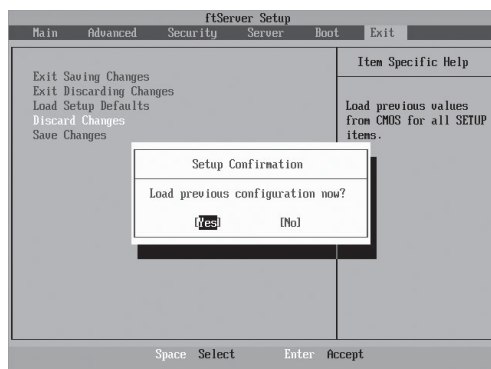 ftServer Setup
Main Advanced Security Server Boot Exit
Exit Saving Changes
Exit Discarding Changes
Load Setup Defaults
Discard Changes
Save Changes
Item Specific Help
Load previous values
from CMOS for all SETUP
items.
Setup Confirmation
Load previous configuration now?
[Yes] [No]
Space Select Enter Accept